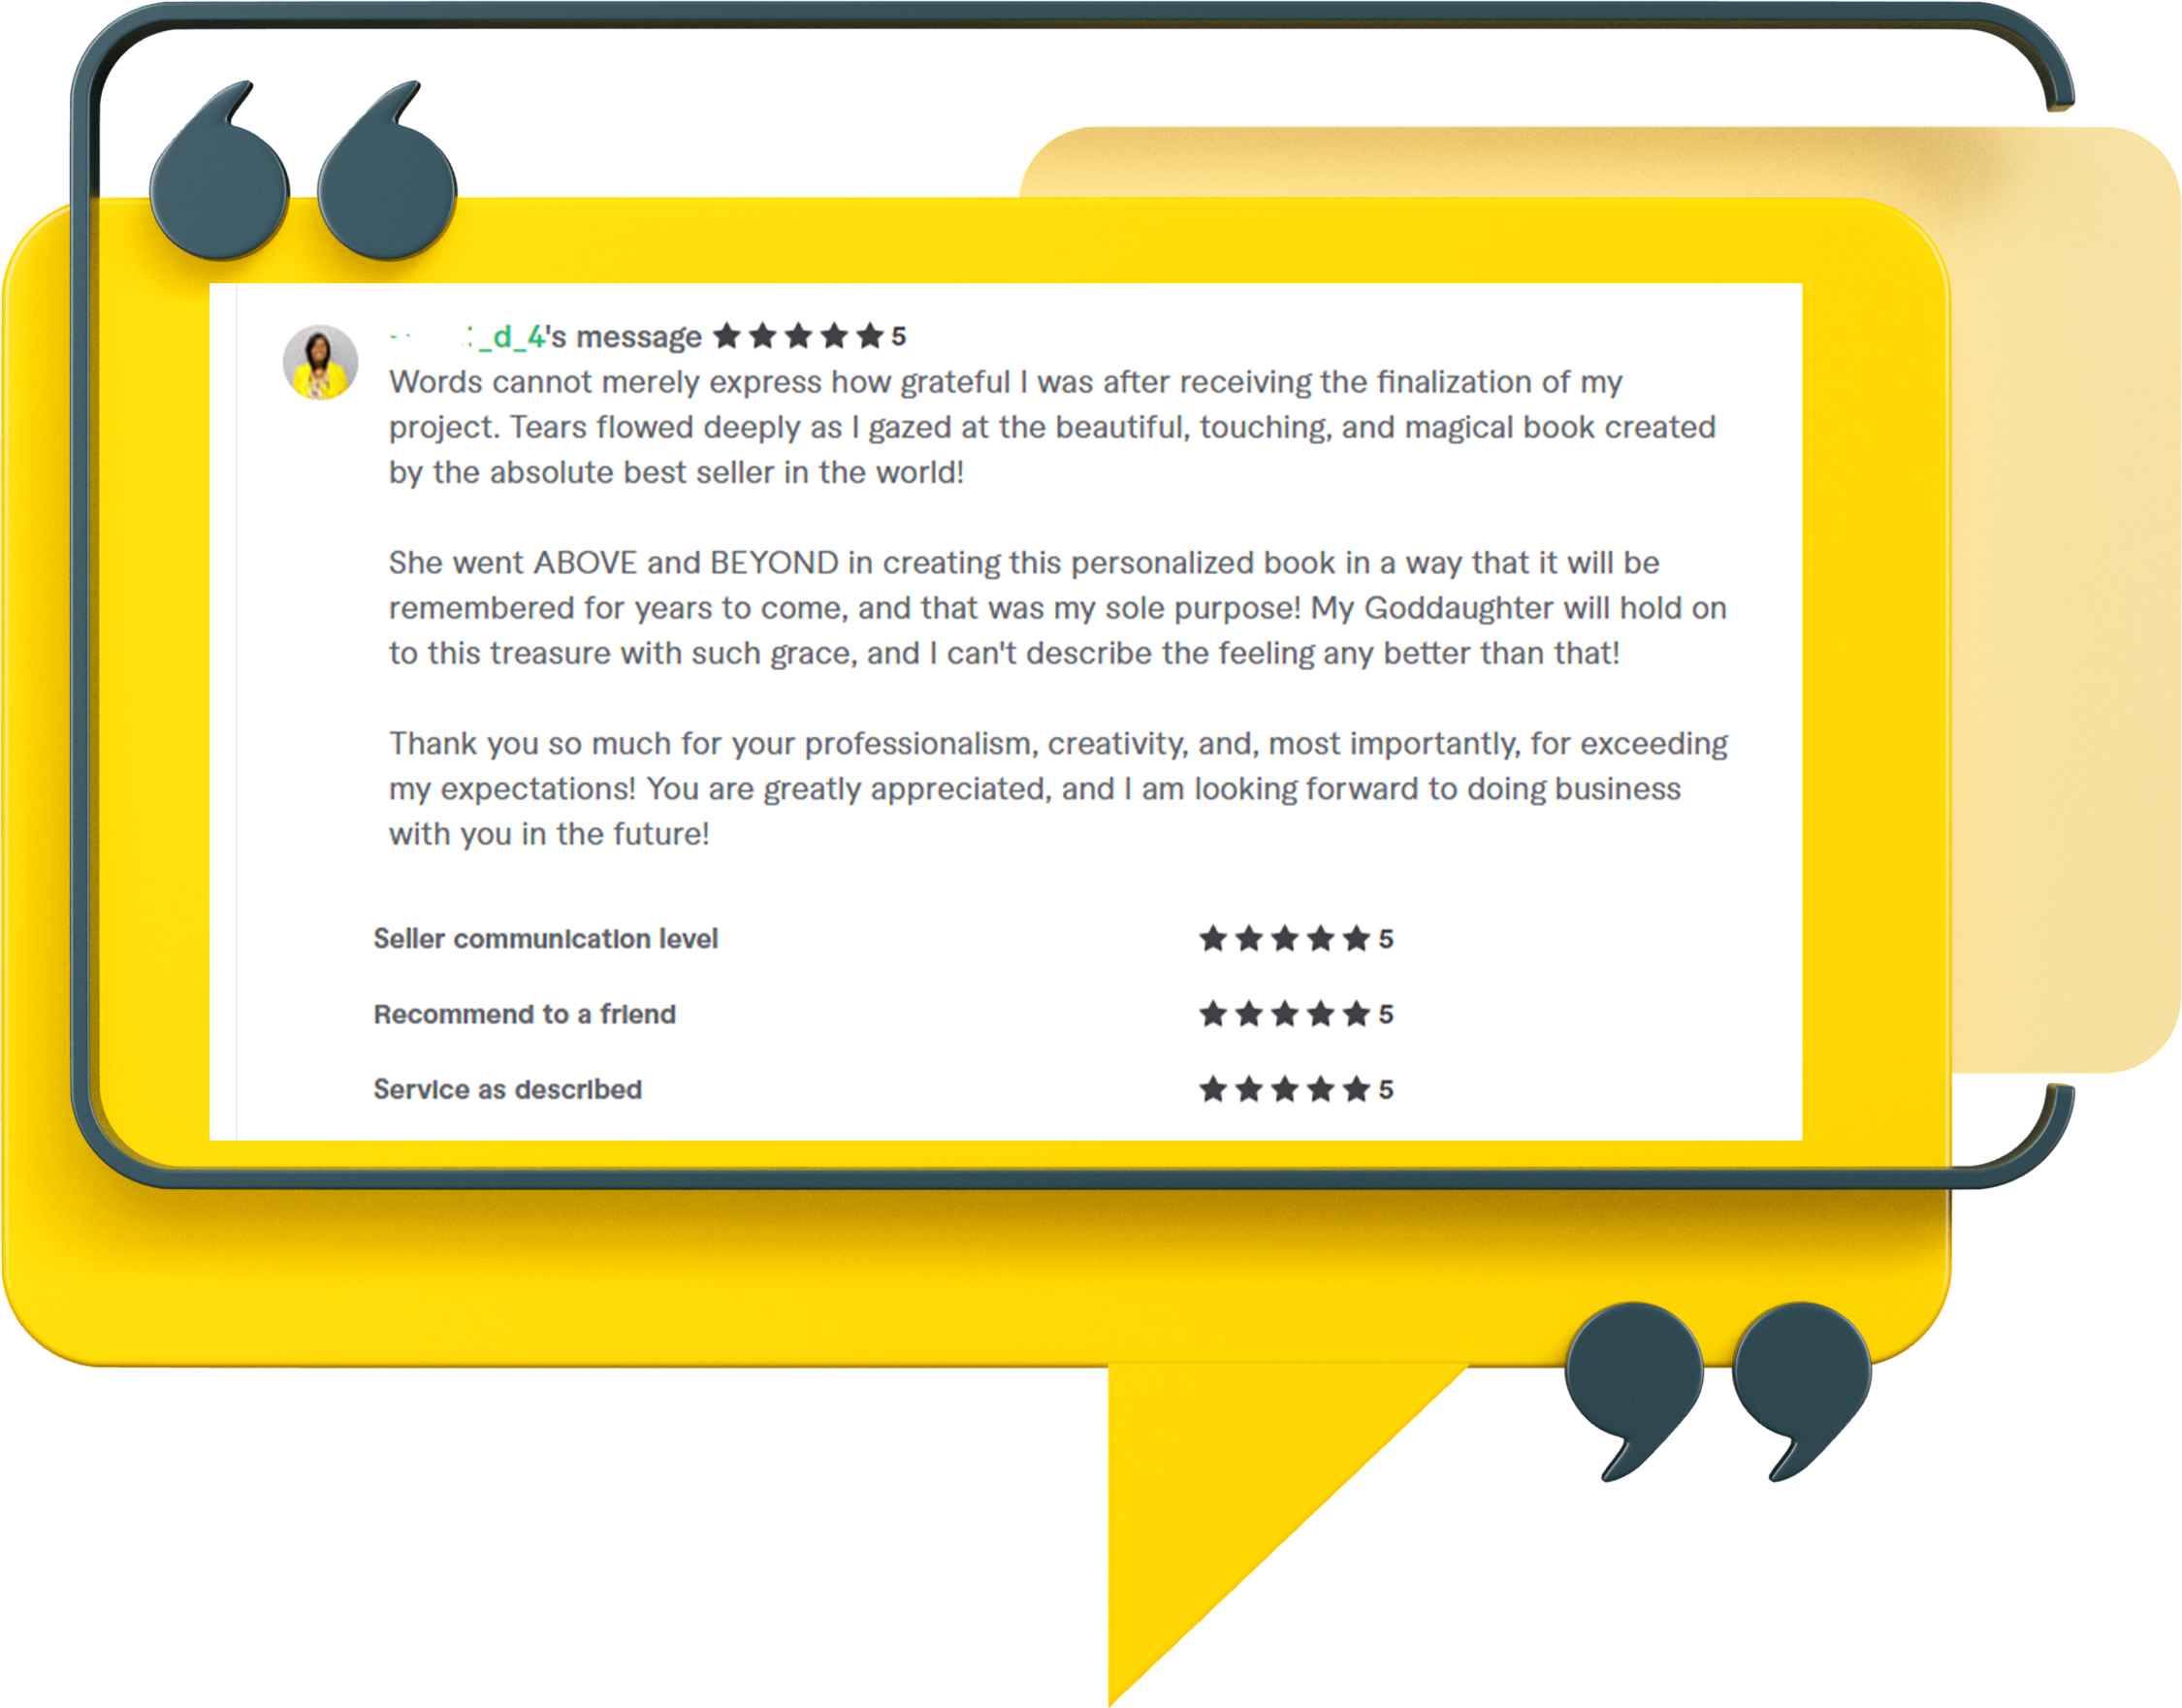 _d_4's message ★★★★★ 5
Words cannot merely express how grateful I was after receiving the finalization of my
project. Tears flowed deeply as I gazed at the beautiful, touching, and magical book created
by the absolute best seller in the world!
She went ABOVE and BEYOND in creating this personalized book in a way that it will be
remembered for years to come, and that was my sole purpose! My Goddaughter will hold on
to this treasure with such grace, and I can't describe the feeling any better than that!
Thank you so much for your professionalism, creativity, and, most importantly, for exceeding
my expectations! You are greatly appreciated, and I am looking forward to doing business
with you in the future!
Seller communication level ★★★★★ 5
Recommend to a friend ★★★★★ 5
Service as described ★★★★★ 5